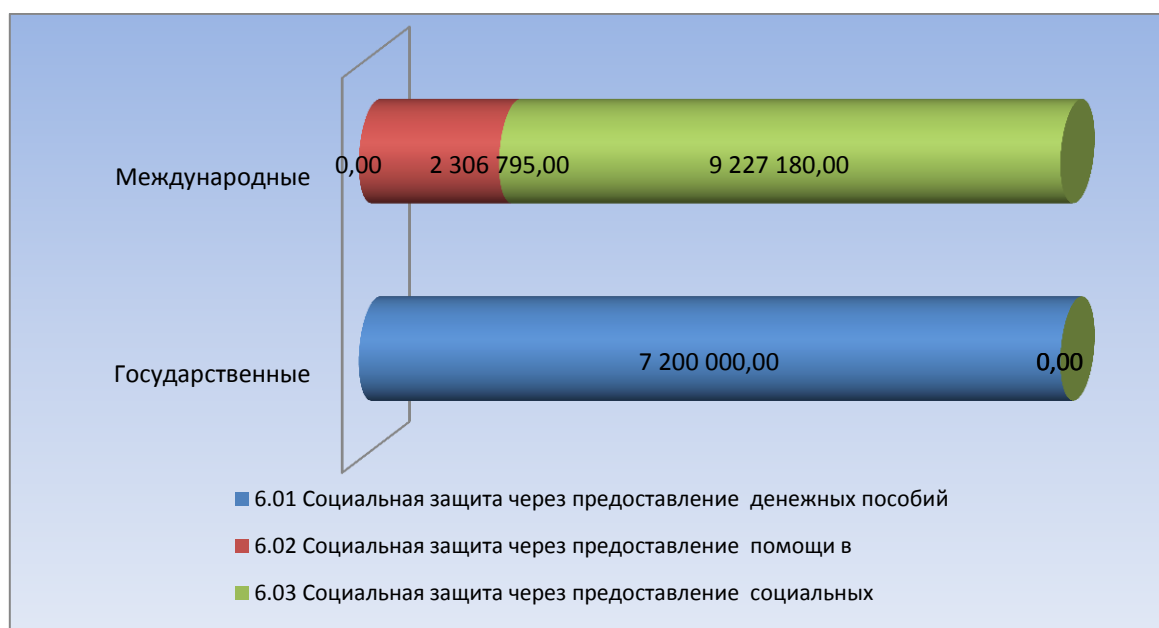 0,00 2 306 795,00 9 227 180,00
Международные
7 200 000,00 0,00
Государственные
6.01 Социальная защита через предоставление денежных пособий
6.02 Социальная защита через предоставление помощи в
6.03 Социальная защита через предоставление социальных